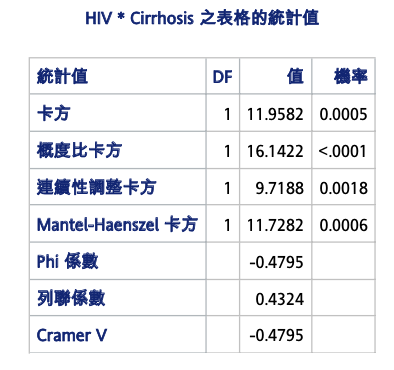 HIV * Cirrhosis 之表格的統計值
統計值 DF 值 機率
卡方 1 11.9582 0.0005
概度比卡方 1 16.1422 <.0001
連續性調整卡方 1 9.7188 0.0018
Mantel-Haenszel 卡方 1 11.7282 0.0006
Phi 係數 -0.4795
列聯係數 0.4324
Cramer V -0.4795